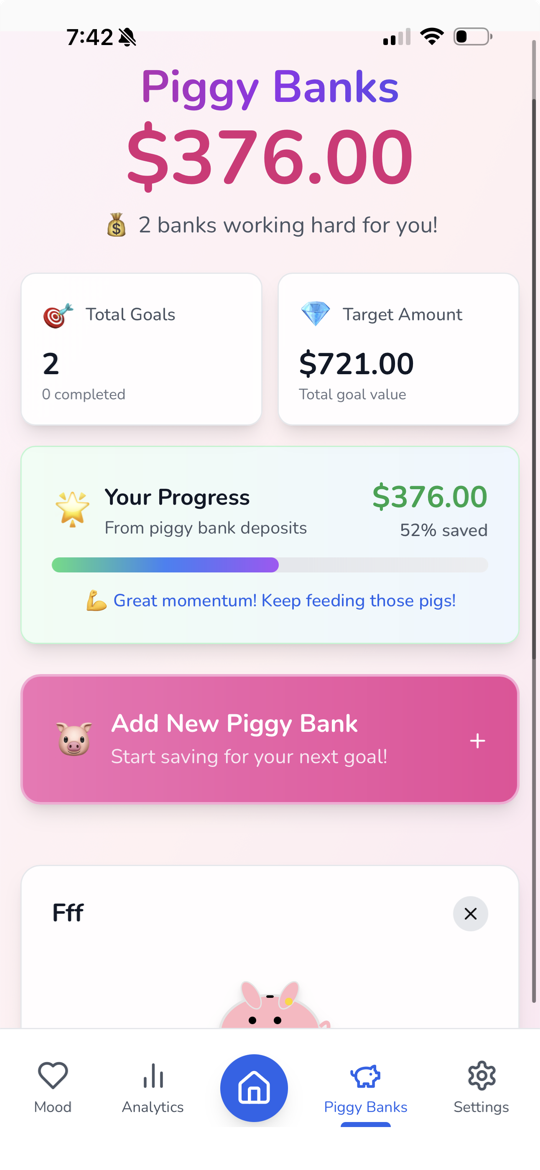 7:42
Piggy Banks
$376.00
2 banks working hard for you!
Total Goals
2
0 completed
Target Amount
$721.00
Total goal value
Your Progress
From piggy bank deposits
$376.00
52% saved
Great momentum! Keep feeding those pigs!
Add New Piggy Bank
Start saving for your next goal!
+
Fff
Mood
Analytics
Piggy Banks
Settings